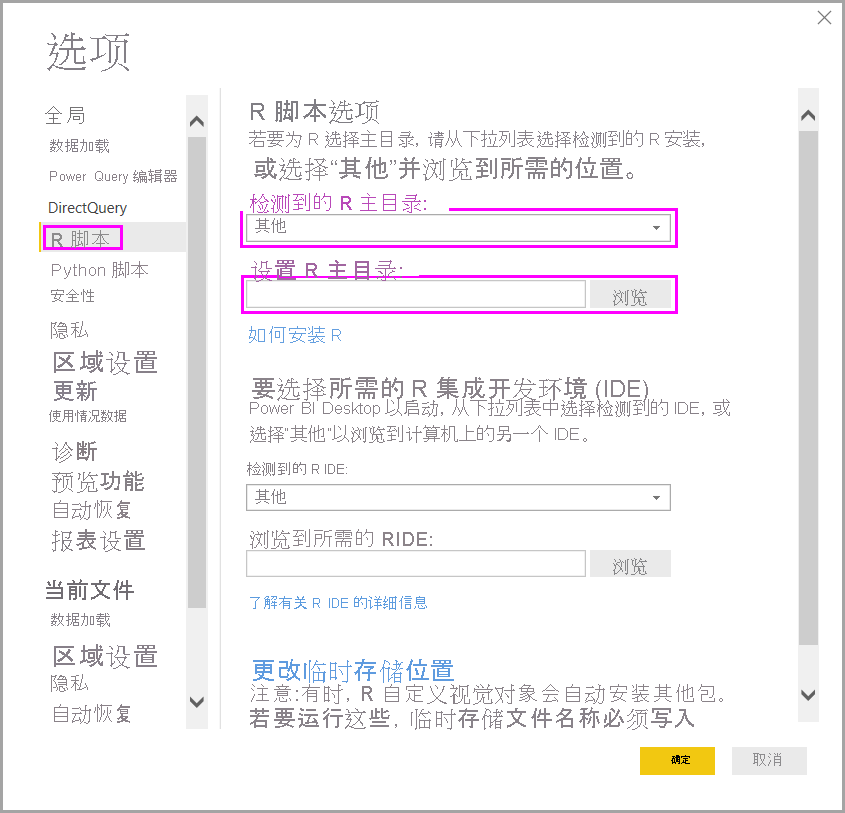 选项
全局
数据加载
Power Query 编辑器
DirectQuery
R 脚本
Python 脚本
安全性
隐私
区域设置
更新
使用情况数据
诊断
预览功能
自动恢复
报表设置
当前文件
数据加载
区域设置
隐私
自动恢复
R 脚本选项
若要为 R 选择主目录, 请从下拉列表选择检测到的 R 安装,
或选择“其他”并浏览到所需的位置。
检测到的 R 主目录:
其他
设置 R 主目录:
浏览
如何安装 R
要选择所需的 R 集成开发环境 (IDE)
Power BI Desktop 以启动, 从下拉列表中选择检测到的 IDE, 或
选择"其他"以浏览到计算机上的另一个 IDE。
检测到的 R IDE:
其他
浏览到所需的 RIDE:
浏览
了解有关 R IDE 的详细信息
更改临时存储位置
注意:有时, R 自定义视觉对象会自动安装其他包。
若要运行这些, 临时存储文件名称必须写入
确定
取消